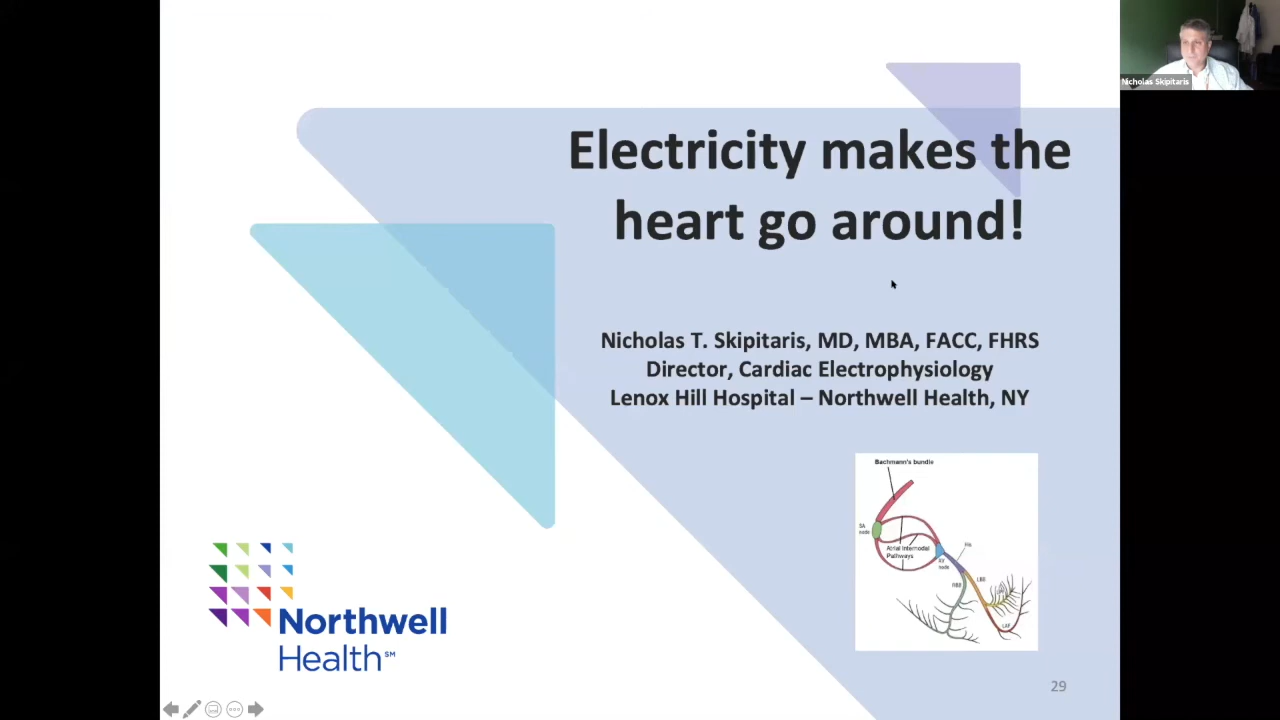 Nicholas Skipitaris
Electricity makes the
heart go around!
Nicholas T. Skipitaris, MD, MBA, FACC, FHRS
Director, Cardiac Electrophysiology
Lenox Hill Hospital – Northwell Health, NY
Bachmann's bundle
SA
node
Atrial Internodal
Pathways
AV
node
His
LBB
RBB
LAF
Northwell
Health℠
29